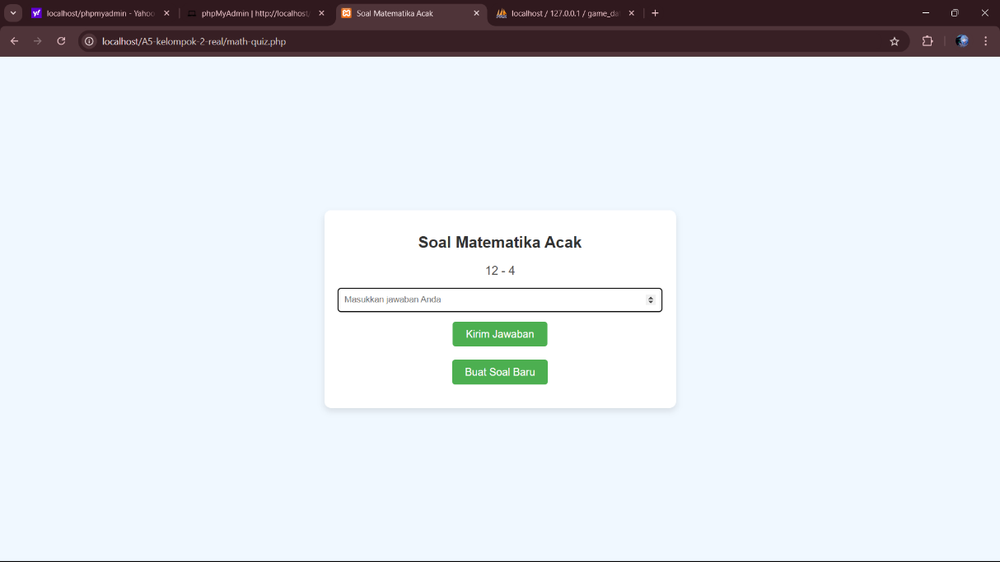 localhost/phpmyadmin - Yahoo
phpMyAdmin | http://localhost/
Soal Matematika Acak
localhost / 127.0.0.1 / game_da
localhost/A5-kelompok-2-real/math-quiz.php
Soal Matematika Acak
12 - 4
Masukkan jawaban Anda
Kirim Jawaban
Buat Soal Baru